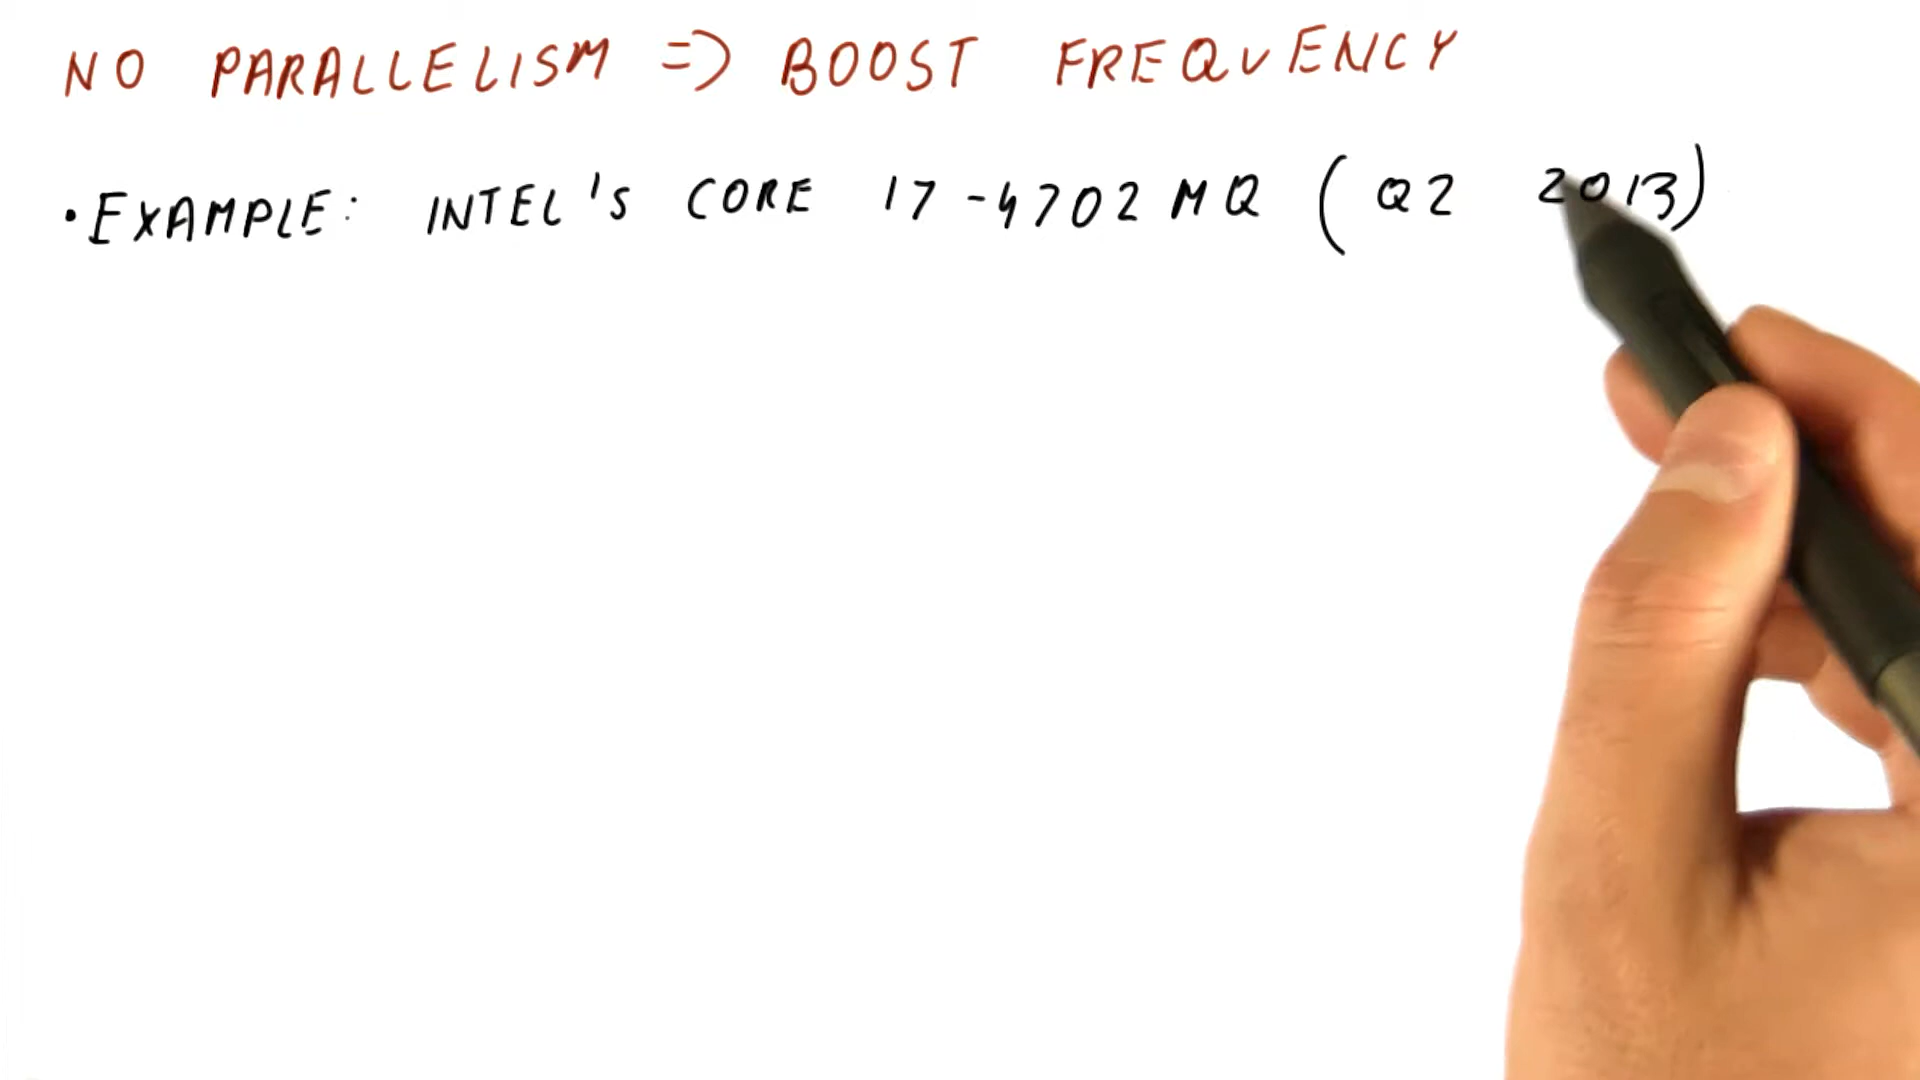 NO PARALLELISM => BOOST FREQUENCY
• EXAMPLE: INTEL'S CORE I7-4702MQ (Q2 2013)